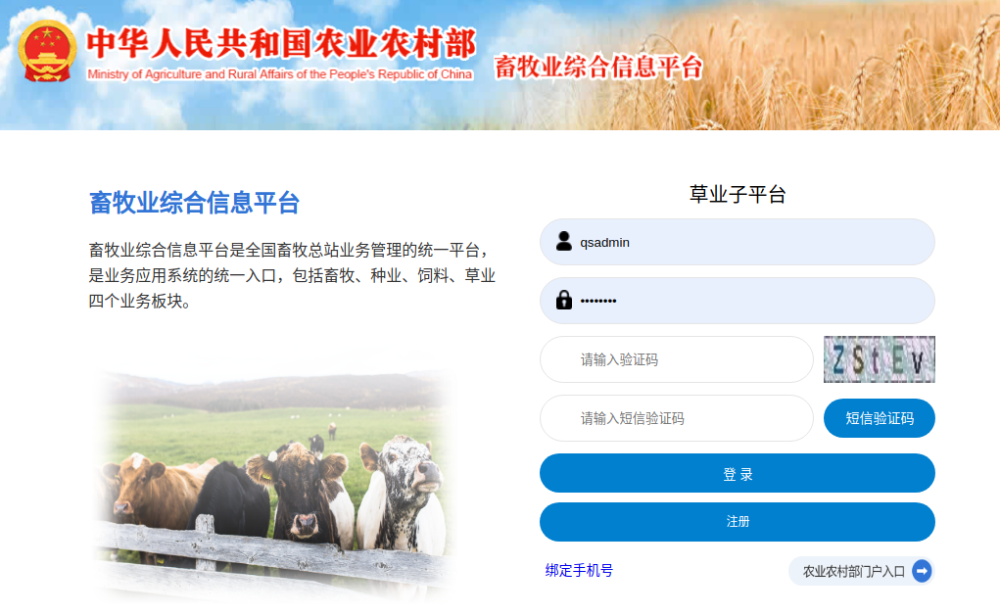 中华人民共和国农业农村部
Ministry of Agriculture and Rural Affairs of the People's Republic of China
畜牧业综合信息平台
畜牧业综合信息平台
畜牧业综合信息平台是全国畜牧总站业务管理的统一平台，
是业务应用系统的统一入口，包括畜牧、种业、饲料、草业
四个业务板块。
草业子平台
qsadmin
••••••••
请输入验证码
ZStEv
请输入短信验证码
短信验证码
登 录
注册
绑定手机号
农业农村部门户入口